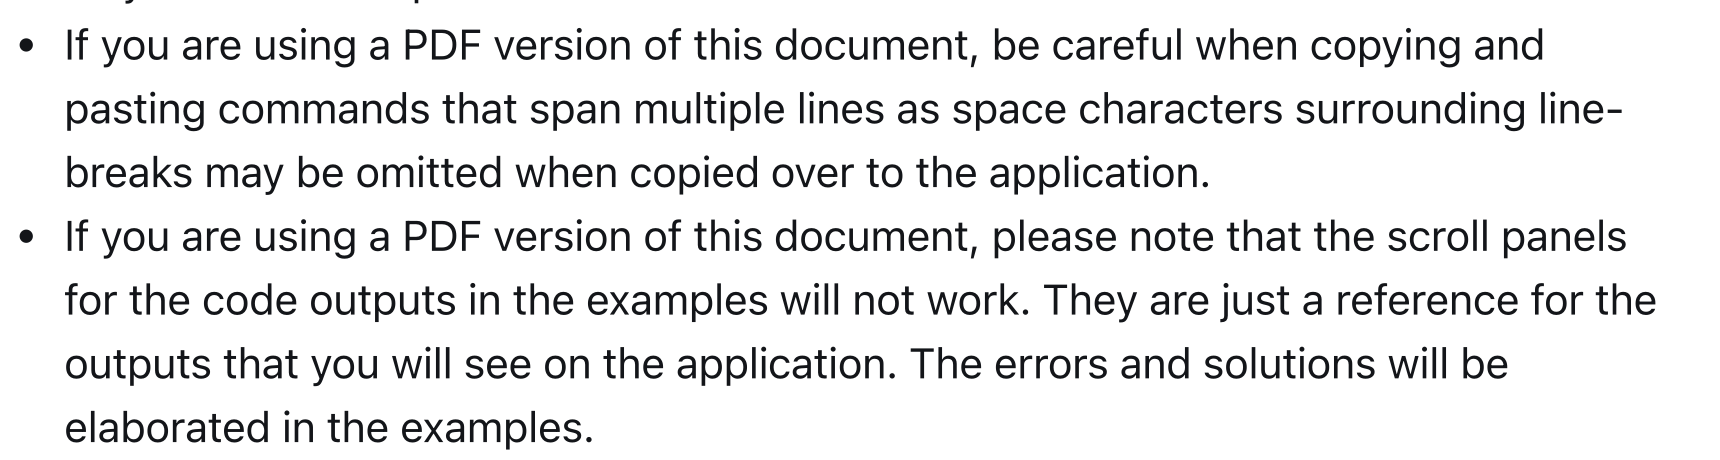 • If you are using a PDF version of this document, be careful when copying and
pasting commands that span multiple lines as space characters surrounding line-
breaks may be omitted when copied over to the application.
• If you are using a PDF version of this document, please note that the scroll panels
for the code outputs in the examples will not work. They are just a reference for the
outputs that you will see on the application. The errors and solutions will be
elaborated in the examples.